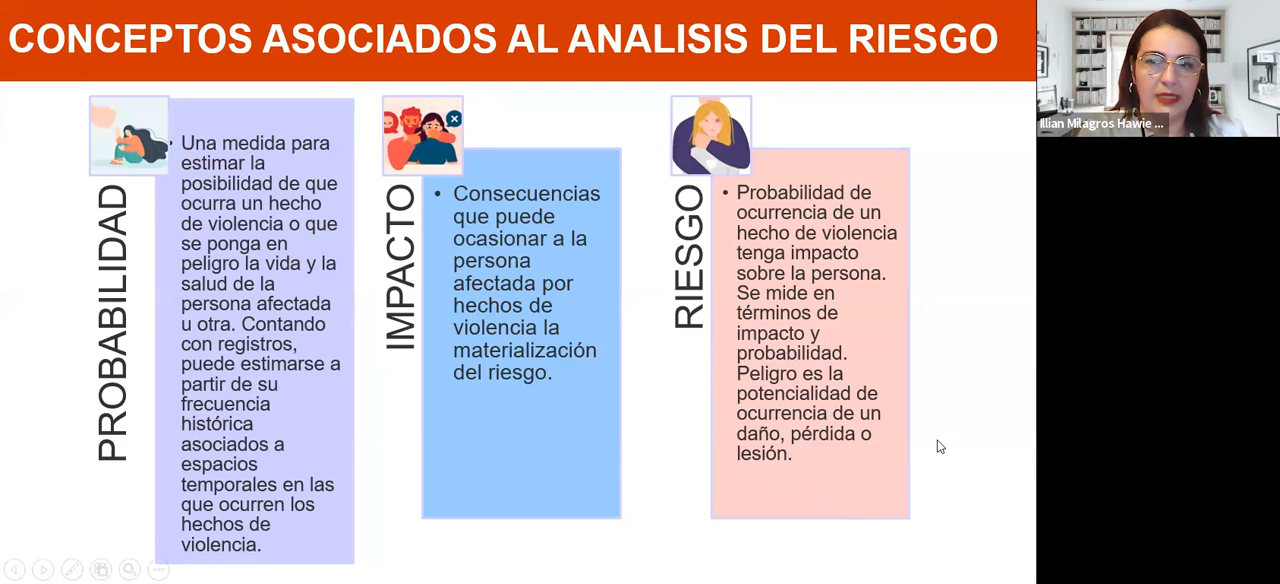 CONCEPTOS ASOCIADOS AL ANALISIS DEL RIESGO
PROBABILIDAD
• Una medida para
estimar la
posibilidad de que
ocurra un hecho
de violencia o que
se ponga en
peligro la vida y la
salud de la
persona afectada
u otra. Contando
con registros,
puede estimarse a
partir de su
frecuencia
histórica
asociados a
espacios
temporales en las
que ocurren los
hechos de
violencia.
IMPACTO
• Consecuencias
que puede
ocasionar a la
persona
afectada por
hechos de
violencia la
materialización
del riesgo.
RIESGO
• Probabilidad de
ocurrencia de un
hecho de violencia
tenga impacto
sobre la persona.
Se mide en
términos de
impacto y
probabilidad.
Peligro es la
potencialidad de
ocurrencia de un
daño, pérdida o
lesión.
Illian Milagros Hawie ...